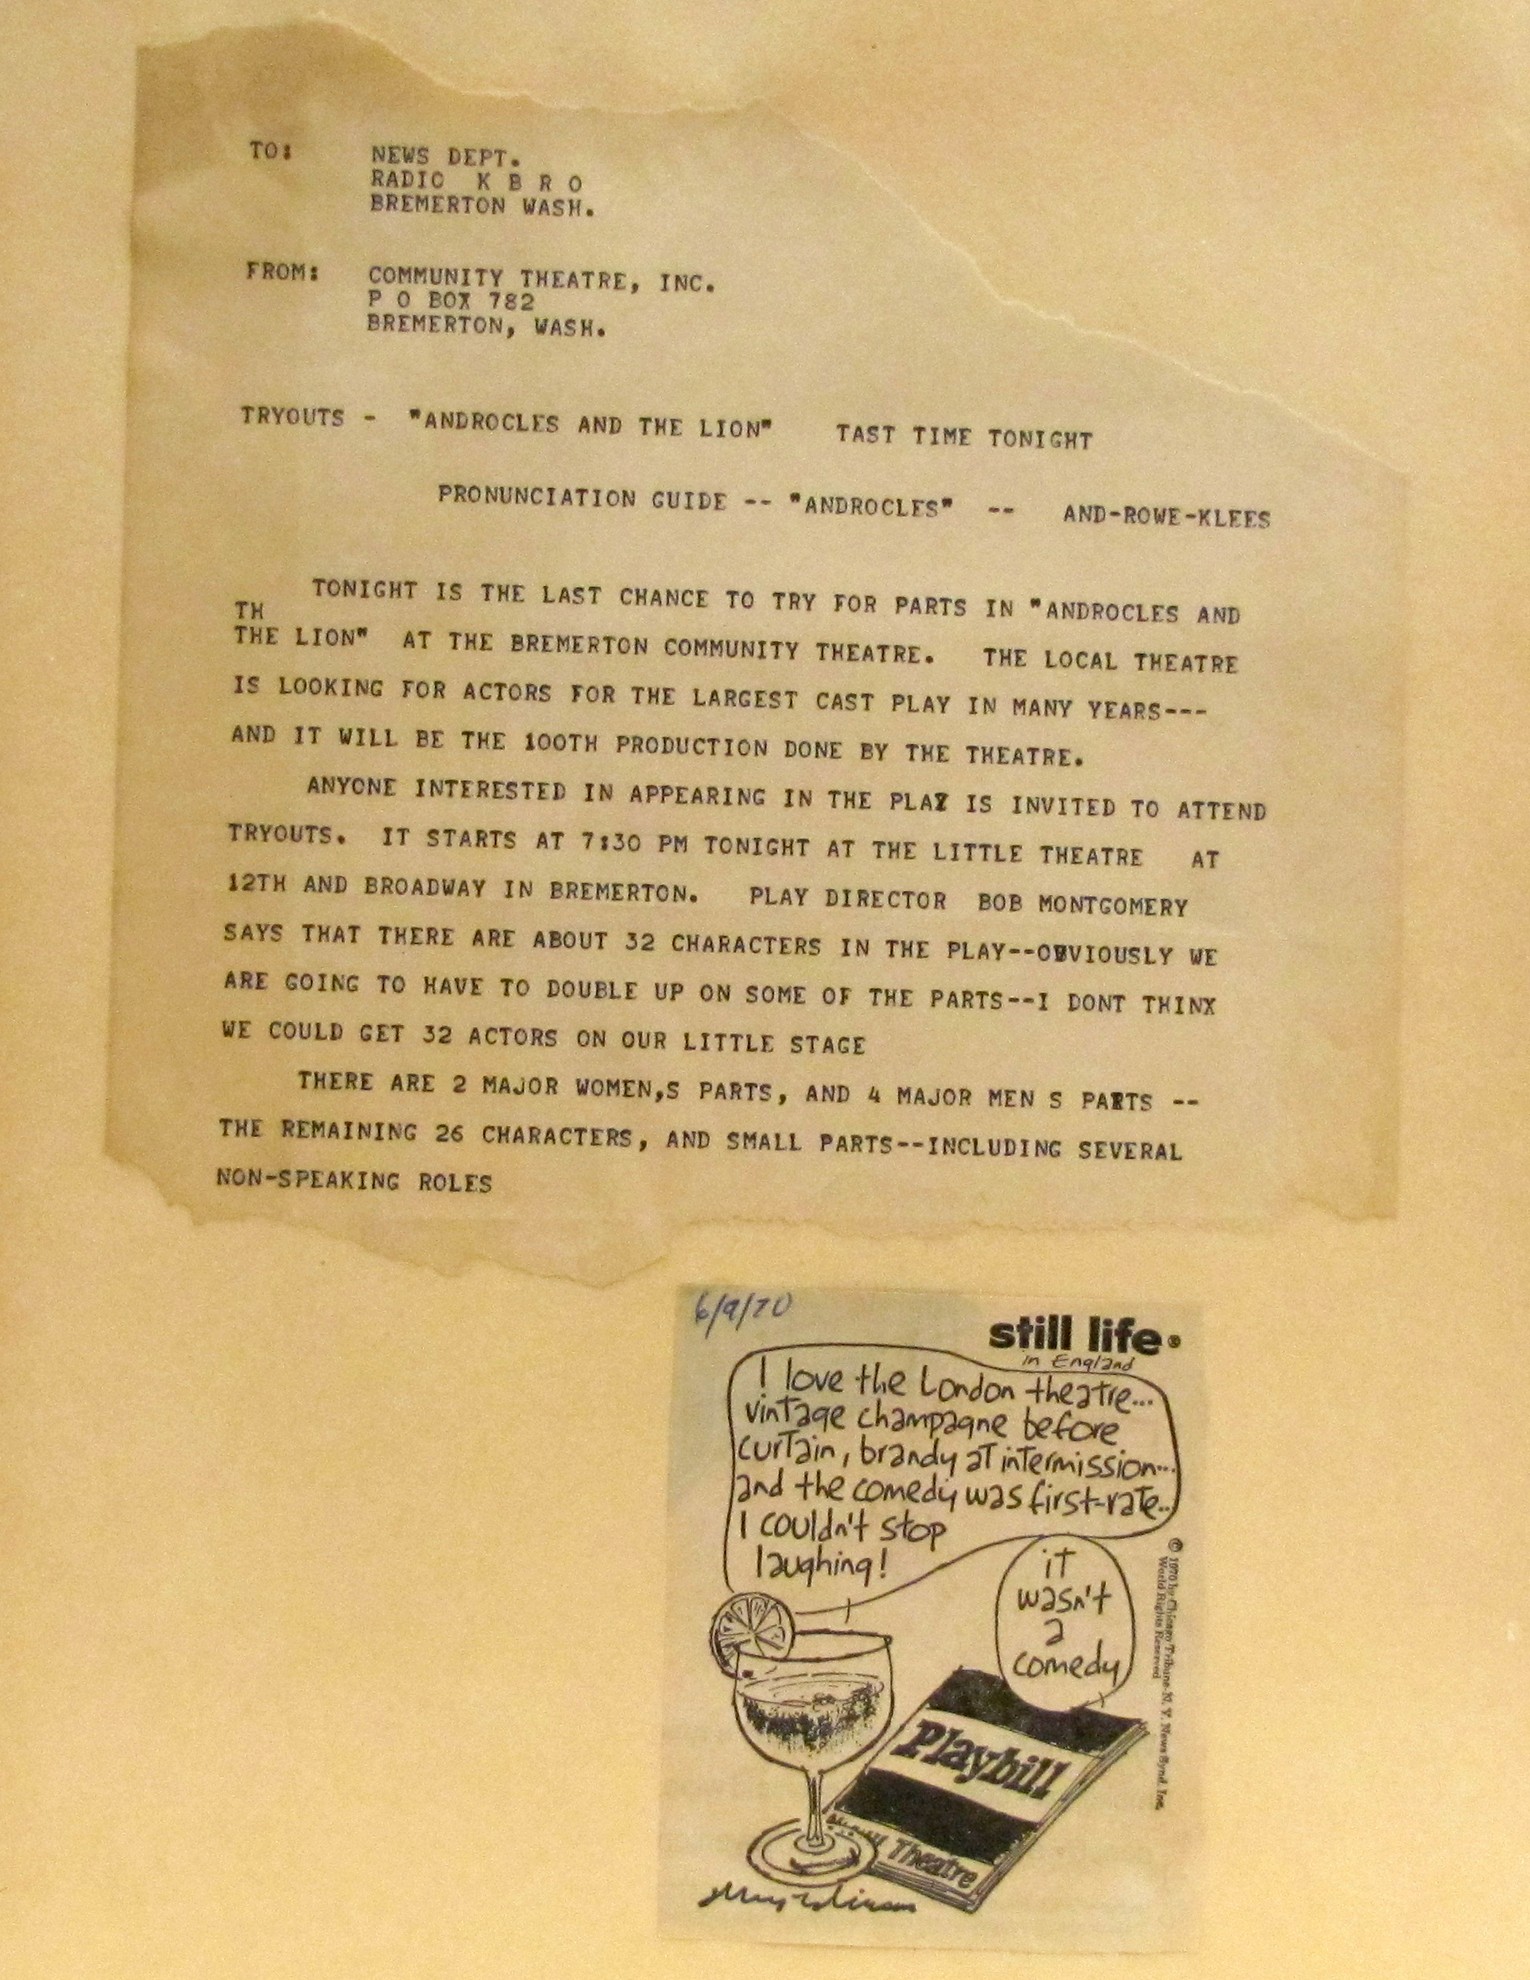 TO: NEWS DEPT.
RADIO K B R O
BREMERTON WASH.
FROM: COMMUNITY THEATRE, INC.
P O BOX 782
BREMERTON, WASH.
TRYOUTS - "ANDROCLES AND THE LION" TAST TIME TONIGHT
PRONUNCIATION GUIDE -- "ANDROCLES" -- AND-ROWE-KLEES
TONIGHT IS THE LAST CHANCE TO TRY FOR PARTS IN "ANDROCLES AND
TH
THE LION" AT THE BREMERTON COMMUNITY THEATRE. THE LOCAL THEATRE
IS LOOKING FOR ACTORS FOR THE LARGEST CAST PLAY IN MANY YEARS---
AND IT WILL BE THE 100TH PRODUCTION DONE BY THE THEATRE.
ANYONE INTERESTED IN APPEARING IN THE PLAY IS INVITED TO ATTEND
TRYOUTS. IT STARTS AT 7:30 PM TONIGHT AT THE LITTLE THEATRE AT
12TH AND BROADWAY IN BREMERTON. PLAY DIRECTOR BOB MONTGOMERY
SAYS THAT THERE ARE ABOUT 32 CHARACTERS IN THE PLAY--OBVIOUSLY WE
ARE GOING TO HAVE TO DOUBLE UP ON SOME OF THE PARTS--I DONT THINX
WE COULD GET 32 ACTORS ON OUR LITTLE STAGE
THERE ARE 2 MAJOR WOMEN,S PARTS, AND 4 MAJOR MEN S PARTS --
THE REMAINING 26 CHARACTERS, AND SMALL PARTS--INCLUDING SEVERAL
NON-SPEAKING ROLES
6/9/70
still life®
in England
I love the London theatre...
vintage champagne before
curtain, brandy at intermission...
and the comedy was first-rate..
I couldn't stop
laughing!
it
wasn't
a
comedy
© 1970 by Chicago Tribune-N. Y. News Synd. Inc.
World Rights Reserved
Playbill
Theatre